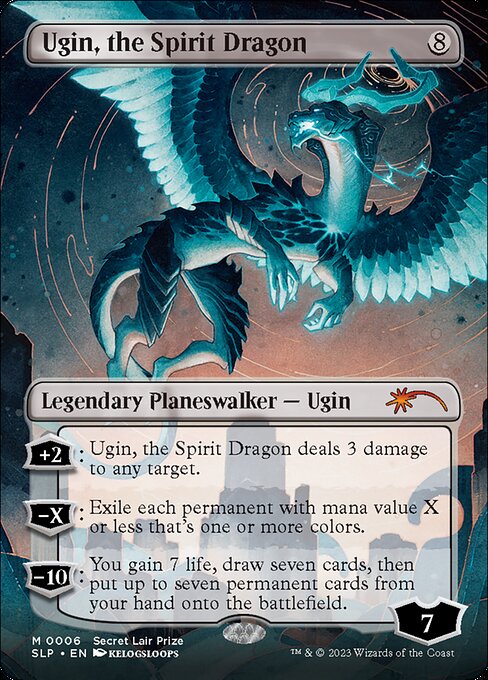 Ugin, the Spirit Dragon 8
Legendary Planeswalker — Ugin
+2 : Ugin, the Spirit Dragon deals 3 damage
to any target.
−X : Exile each permanent with mana value X
or less that's one or more colors.
−10 : You gain 7 life, draw seven cards, then
put up to seven permanent cards from
your hand onto the battlefield.
7
M 0006 Secret Lair Prize
SLP • EN KELOGSLOOPS
™ & © 2023 Wizards of the Coast